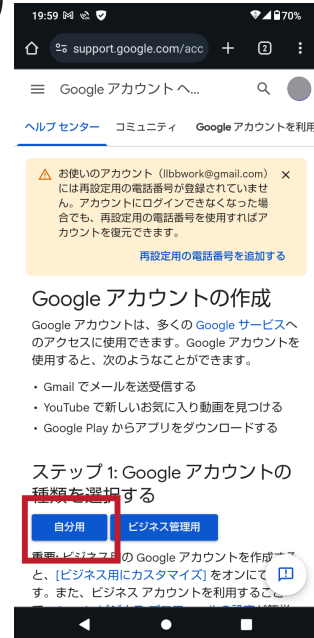 19:59
70%
support.google.com/acc
2
Google アカウント ヘ...
ヘルプ センター コミュニティ Google アカウントを利用
お使いのアカウント（llbbwork@gmail.com）
には再設定用の電話番号が登録されていませ
ん。アカウントにログインできなくなった場
合でも、再設定用の電話番号を使用すればア
カウントを復元できます。
再設定用の電話番号を追加する
Google アカウントの作成
Google アカウントは、多くの Google サービスへ
のアクセスに使用できます。Google アカウントを
使用すると、次のようなことができます。
• Gmail でメールを送受信する
• YouTube で新しいお気に入り動画を見つける
• Google Play からアプリをダウンロードする
ステップ 1: Google アカウントの
種類を選択する
自分用 ビジネス管理用
重要: ビジネス用の Google アカウントを作成する
と、[ビジネス用にカスタマイズ] をオンにで
す。また、ビジネス アカウントを利用すること